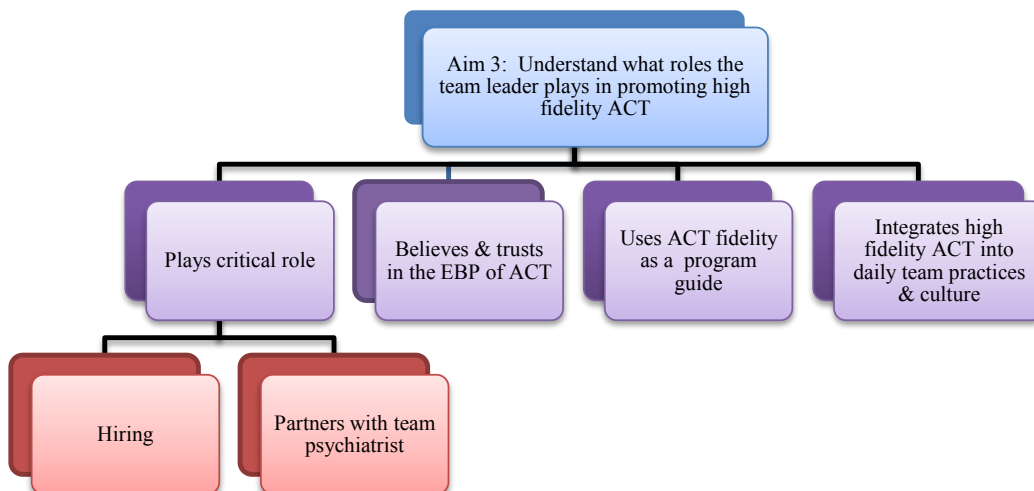 Aim 3:  Understand what roles the
team leader plays in promoting high
fidelity ACT
Plays critical role
Believes & trusts
in the EBP of ACT
Uses ACT fidelity
as a  program
guide
Integrates high
fidelity ACT into
daily team practices
& culture
Hiring
Partners with team
psychiatrist